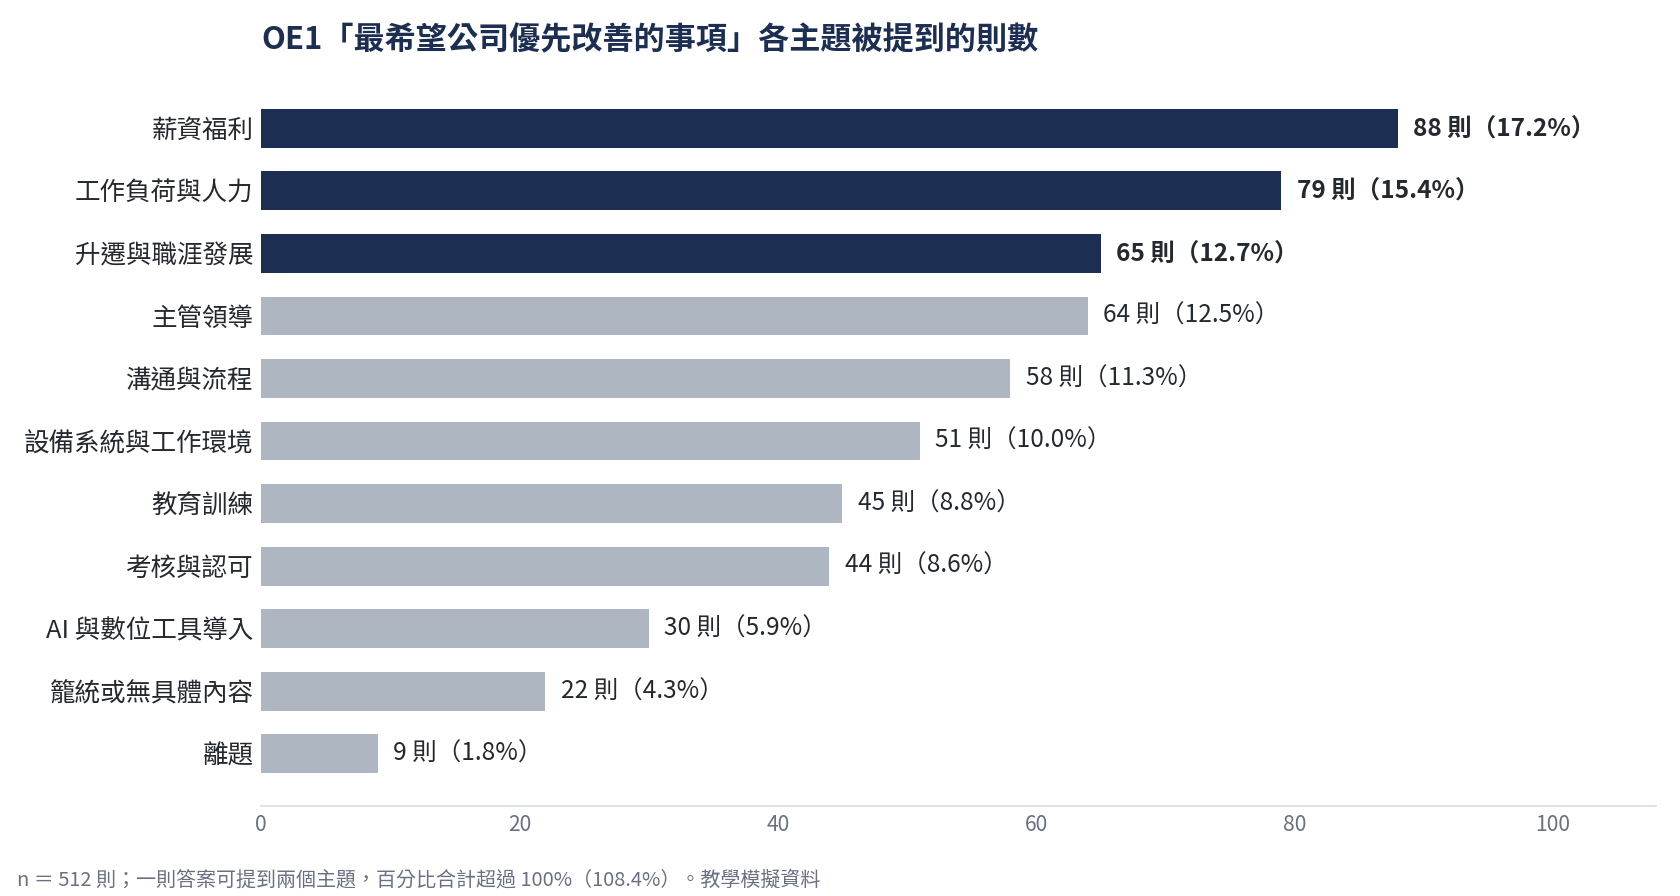 OE1「最希望公司優先改善的事項」各主題被提到的則數
薪資福利 88 則（17.2%）
工作負荷與人力 79 則（15.4%）
升遷與職涯發展 65 則（12.7%）
主管領導 64 則（12.5%）
溝通與流程 58 則（11.3%）
設備系統與工作環境 51 則（10.0%）
教育訓練 45 則（8.8%）
考核與認可 44 則（8.6%）
AI 與數位工具導入 30 則（5.9%）
籠統或無具體內容 22 則（4.3%）
離題 9 則（1.8%）
0 20 40 60 80 100
n ＝ 512 則；一則答案可提到兩個主題，百分比合計超過 100%（108.4%）。教學模擬資料